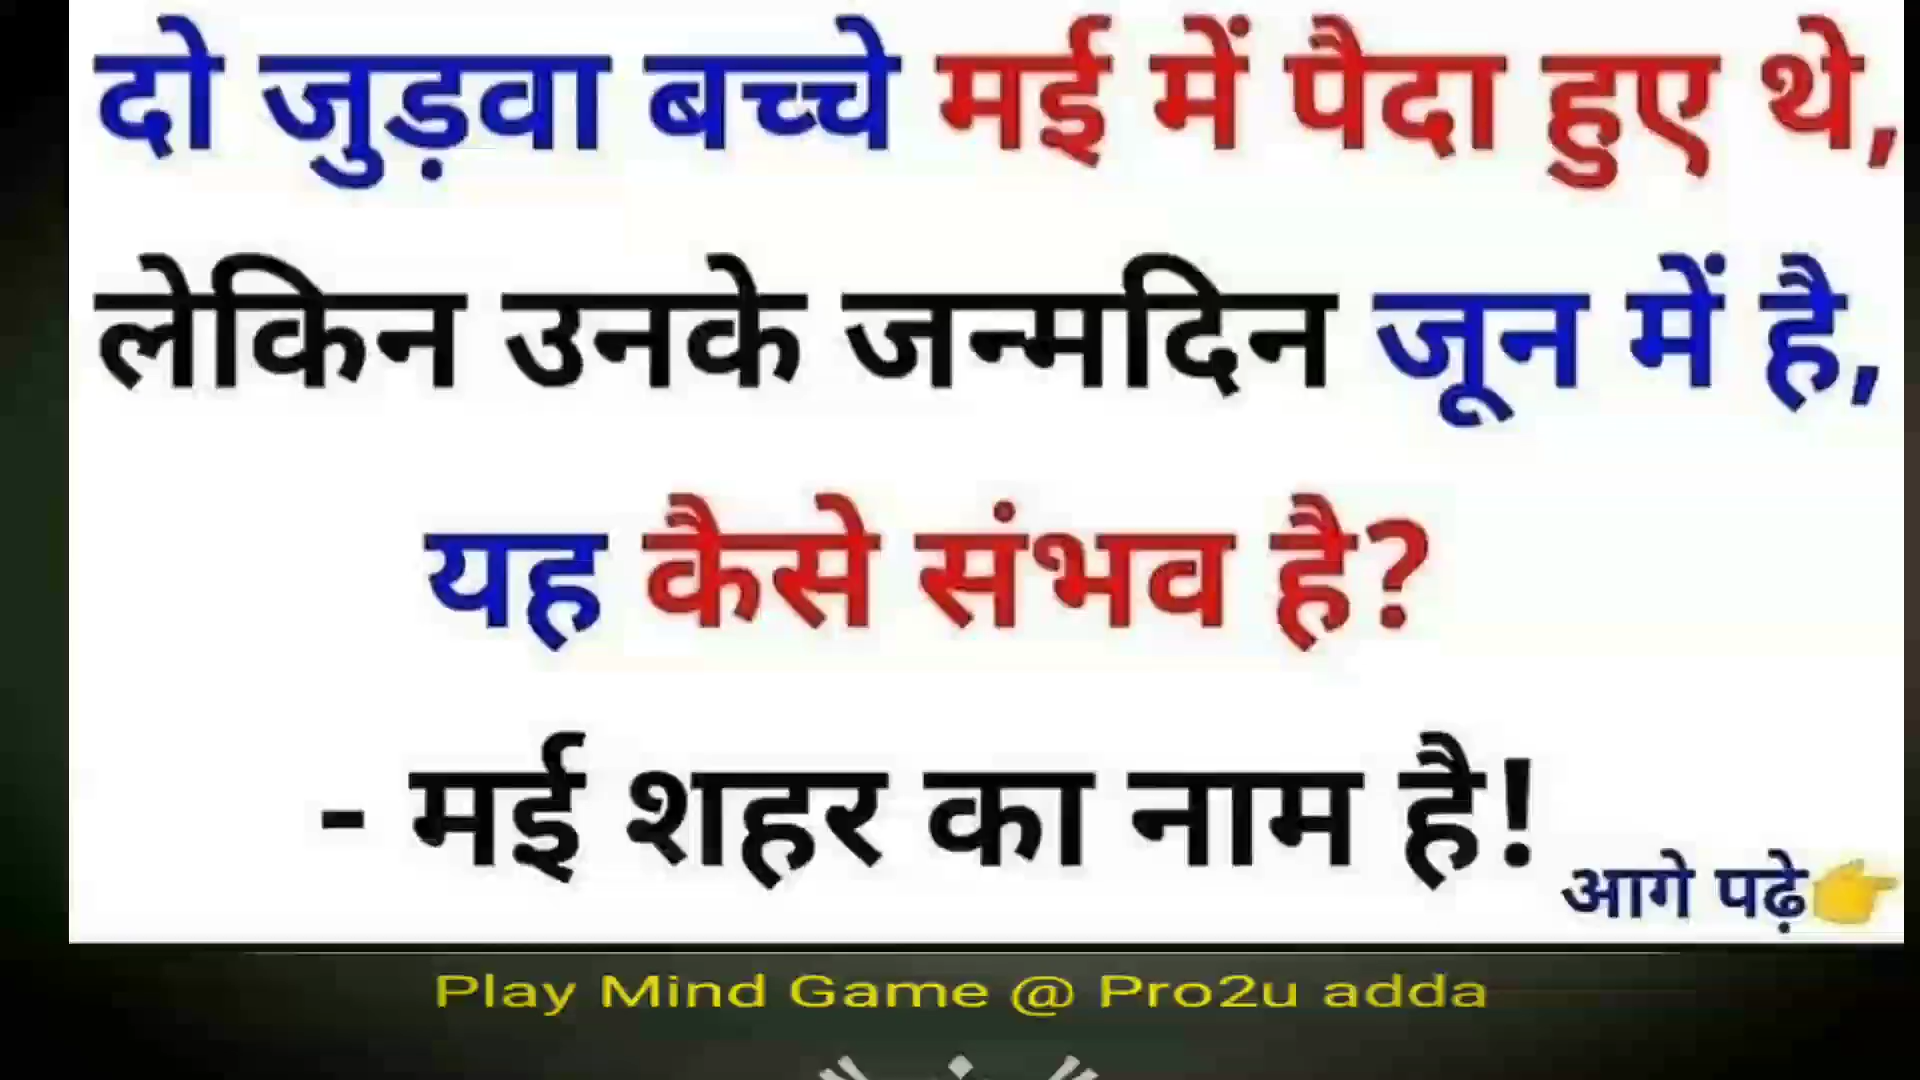 दो जुड़वा बच्चे मई में पैदा हुए थे,
लेकिन उनके जन्मदिन जून में है,
यह कैसे संभव है?
- मई शहर का नाम है!
आगे पढ़े👉
Play Mind Game @ Pro2u adda